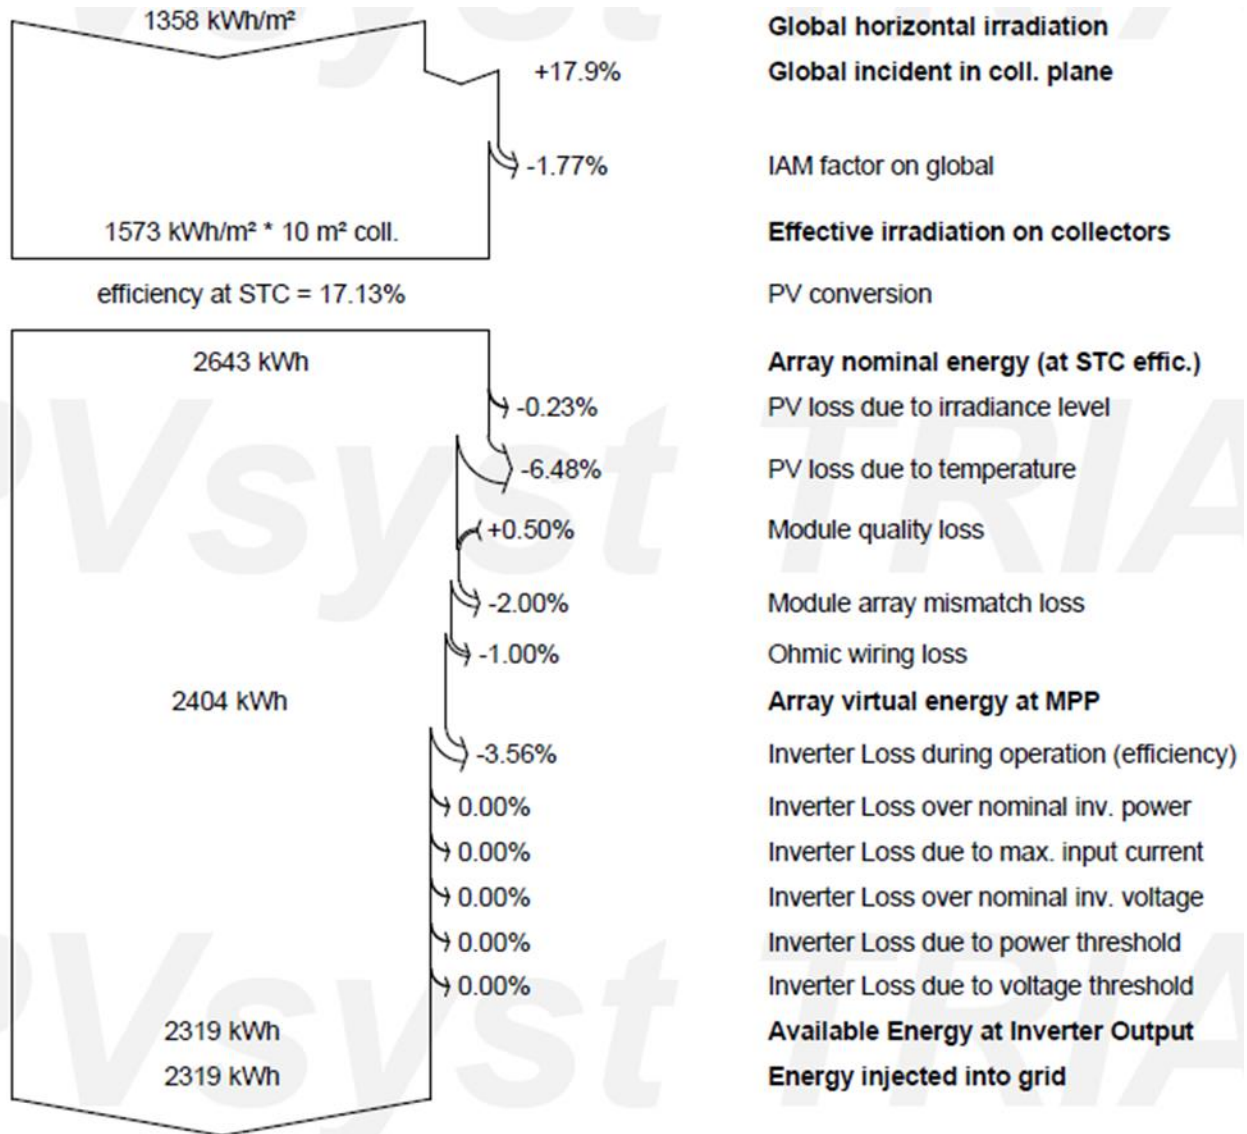 1358 kWh/m² Global horizontal irradiation
+17.9% Global incident in coll. plane
-1.77% IAM factor on global
1573 kWh/m² * 10 m² coll. Effective irradiation on collectors
efficiency at STC = 17.13% PV conversion
2643 kWh Array nominal energy (at STC effic.)
-0.23% PV loss due to irradiance level
-6.48% PV loss due to temperature
+0.50% Module quality loss
-2.00% Module array mismatch loss
-1.00% Ohmic wiring loss
2404 kWh Array virtual energy at MPP
-3.56% Inverter Loss during operation (efficiency)
0.00% Inverter Loss over nominal inv. power
0.00% Inverter Loss due to max. input current
0.00% Inverter Loss over nominal inv. voltage
0.00% Inverter Loss due to power threshold
0.00% Inverter Loss due to voltage threshold
2319 kWh Available Energy at Inverter Output
2319 kWh Energy injected into grid
PVsyst TRIA
PVsyst TRIA